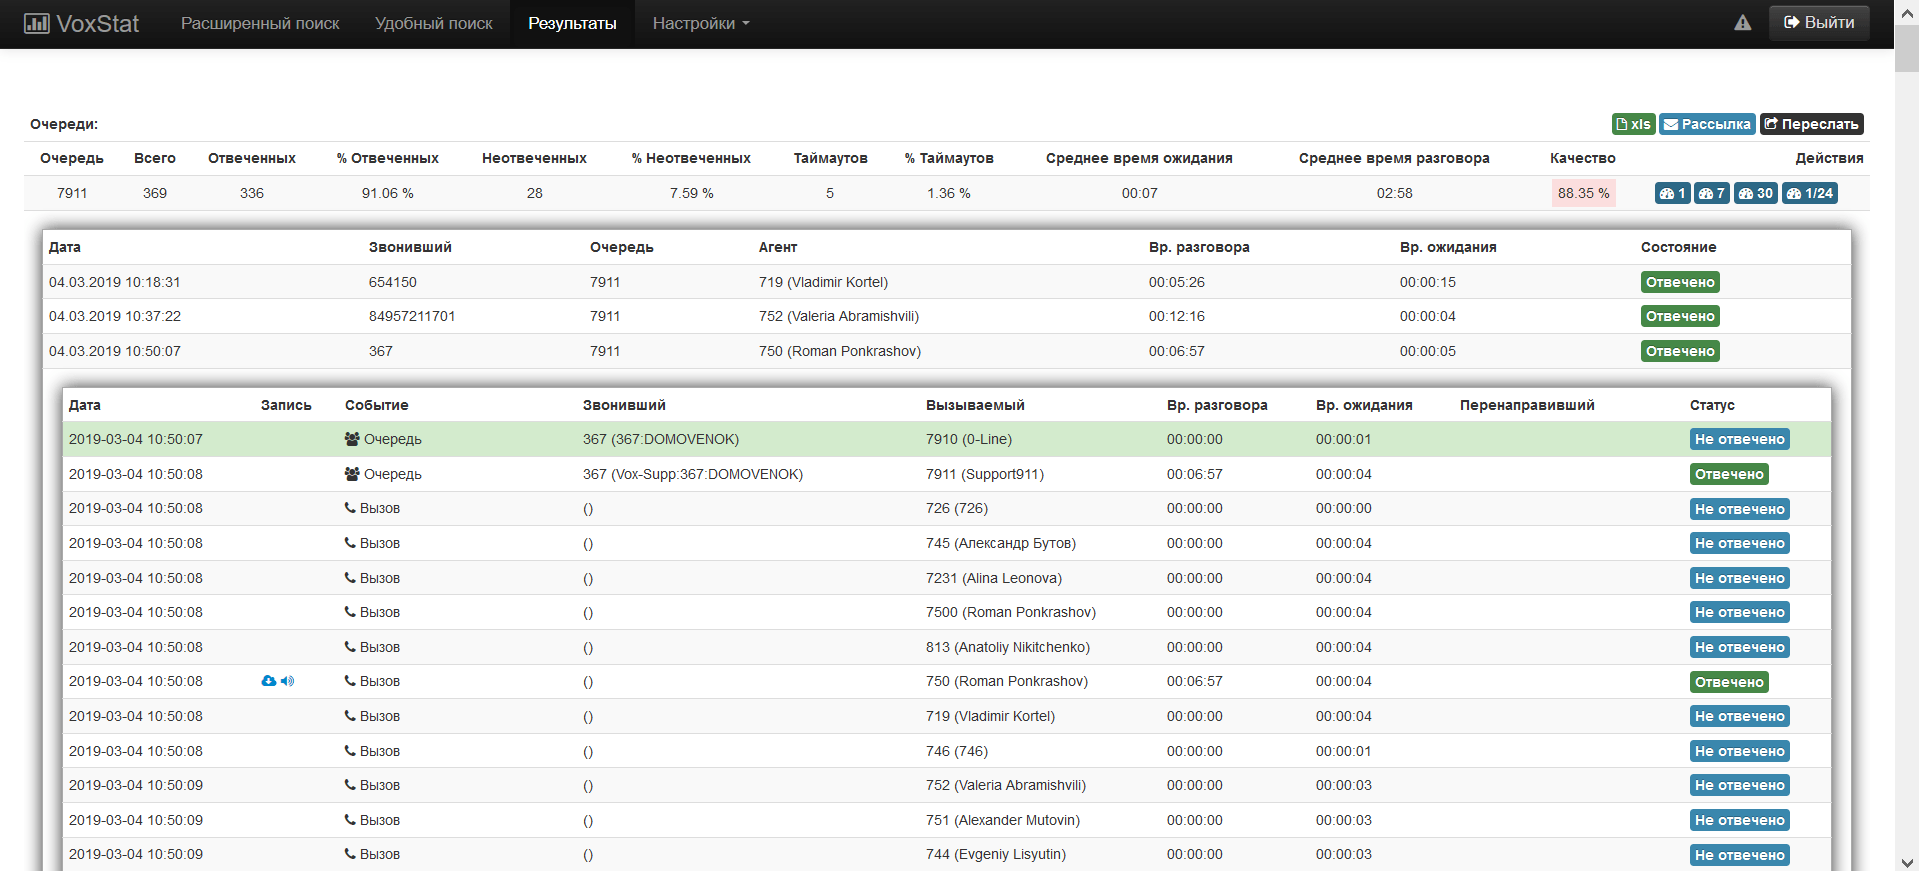 VoxStat Расширенный поиск Удобный поиск Результаты Настройки Выйти
Очереди: xls Рассылка Переслать
Очередь Всего Отвеченных % Отвеченных Неотвеченных % Неотвеченных Таймаутов % Таймаутов Среднее время ожидания Среднее время разговора Качество Действия
7911 369 336 91.06 % 28 7.59 % 5 1.36 % 00:07 02:58 88.35 % 1 7 30 1/24
Дата Звонивший Очередь Агент Вр. разговора Вр. ожидания Состояние
04.03.2019 10:18:31 654150 7911 719 (Vladimir Kortel) 00:05:26 00:00:15 Отвечено
04.03.2019 10:37:22 84957211701 7911 752 (Valeria Abramishvili) 00:12:16 00:00:04 Отвечено
04.03.2019 10:50:07 367 7911 750 (Roman Ponkrashov) 00:06:57 00:00:05 Отвечено
Дата Запись Событие Звонивший Вызываемый Вр. разговора Вр. ожидания Перенаправивший Статус
2019-03-04 10:50:07 Очередь 367 (367:DOMOVENOK) 7910 (0-Line) 00:00:00 00:00:01 Не отвечено
2019-03-04 10:50:08 Очередь 367 (Vox-Supp:367:DOMOVENOK) 7911 (Support911) 00:06:57 00:00:04 Отвечено
2019-03-04 10:50:08 Вызов () 726 (726) 00:00:00 00:00:00 Не отвечено
2019-03-04 10:50:08 Вызов () 745 (Александр Бутов) 00:00:00 00:00:04 Не отвечено
2019-03-04 10:50:08 Вызов () 7231 (Alina Leonova) 00:00:00 00:00:04 Не отвечено
2019-03-04 10:50:08 Вызов () 7500 (Roman Ponkrashov) 00:00:00 00:00:04 Не отвечено
2019-03-04 10:50:08 Вызов () 813 (Anatoliy Nikitchenko) 00:00:00 00:00:04 Не отвечено
2019-03-04 10:50:08 Вызов () 750 (Roman Ponkrashov) 00:06:57 00:00:04 Отвечено
2019-03-04 10:50:08 Вызов () 719 (Vladimir Kortel) 00:00:00 00:00:04 Не отвечено
2019-03-04 10:50:08 Вызов () 746 (746) 00:00:00 00:00:01 Не отвечено
2019-03-04 10:50:09 Вызов () 752 (Valeria Abramishvili) 00:00:00 00:00:03 Не отвечено
2019-03-04 10:50:09 Вызов () 751 (Alexander Mutovin) 00:00:00 00:00:03 Не отвечено
2019-03-04 10:50:09 Вызов () 744 (Evgeniy Lisyutin) 00:00:00 00:00:03 Не отвечено